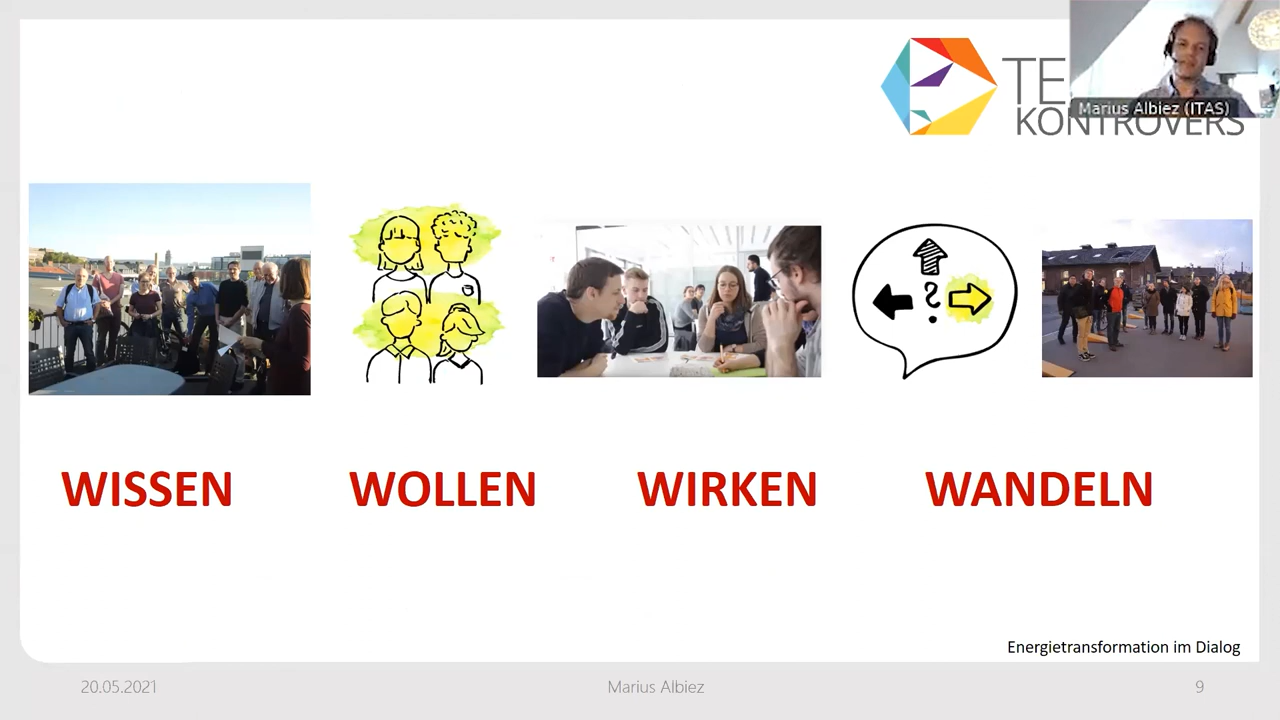 TE
KONTROVERS
Marius Albiez (ITAS)
?
WISSEN WOLLEN WIRKEN WANDELN
Energietransformation im Dialog
20.05.2021 Marius Albiez 9